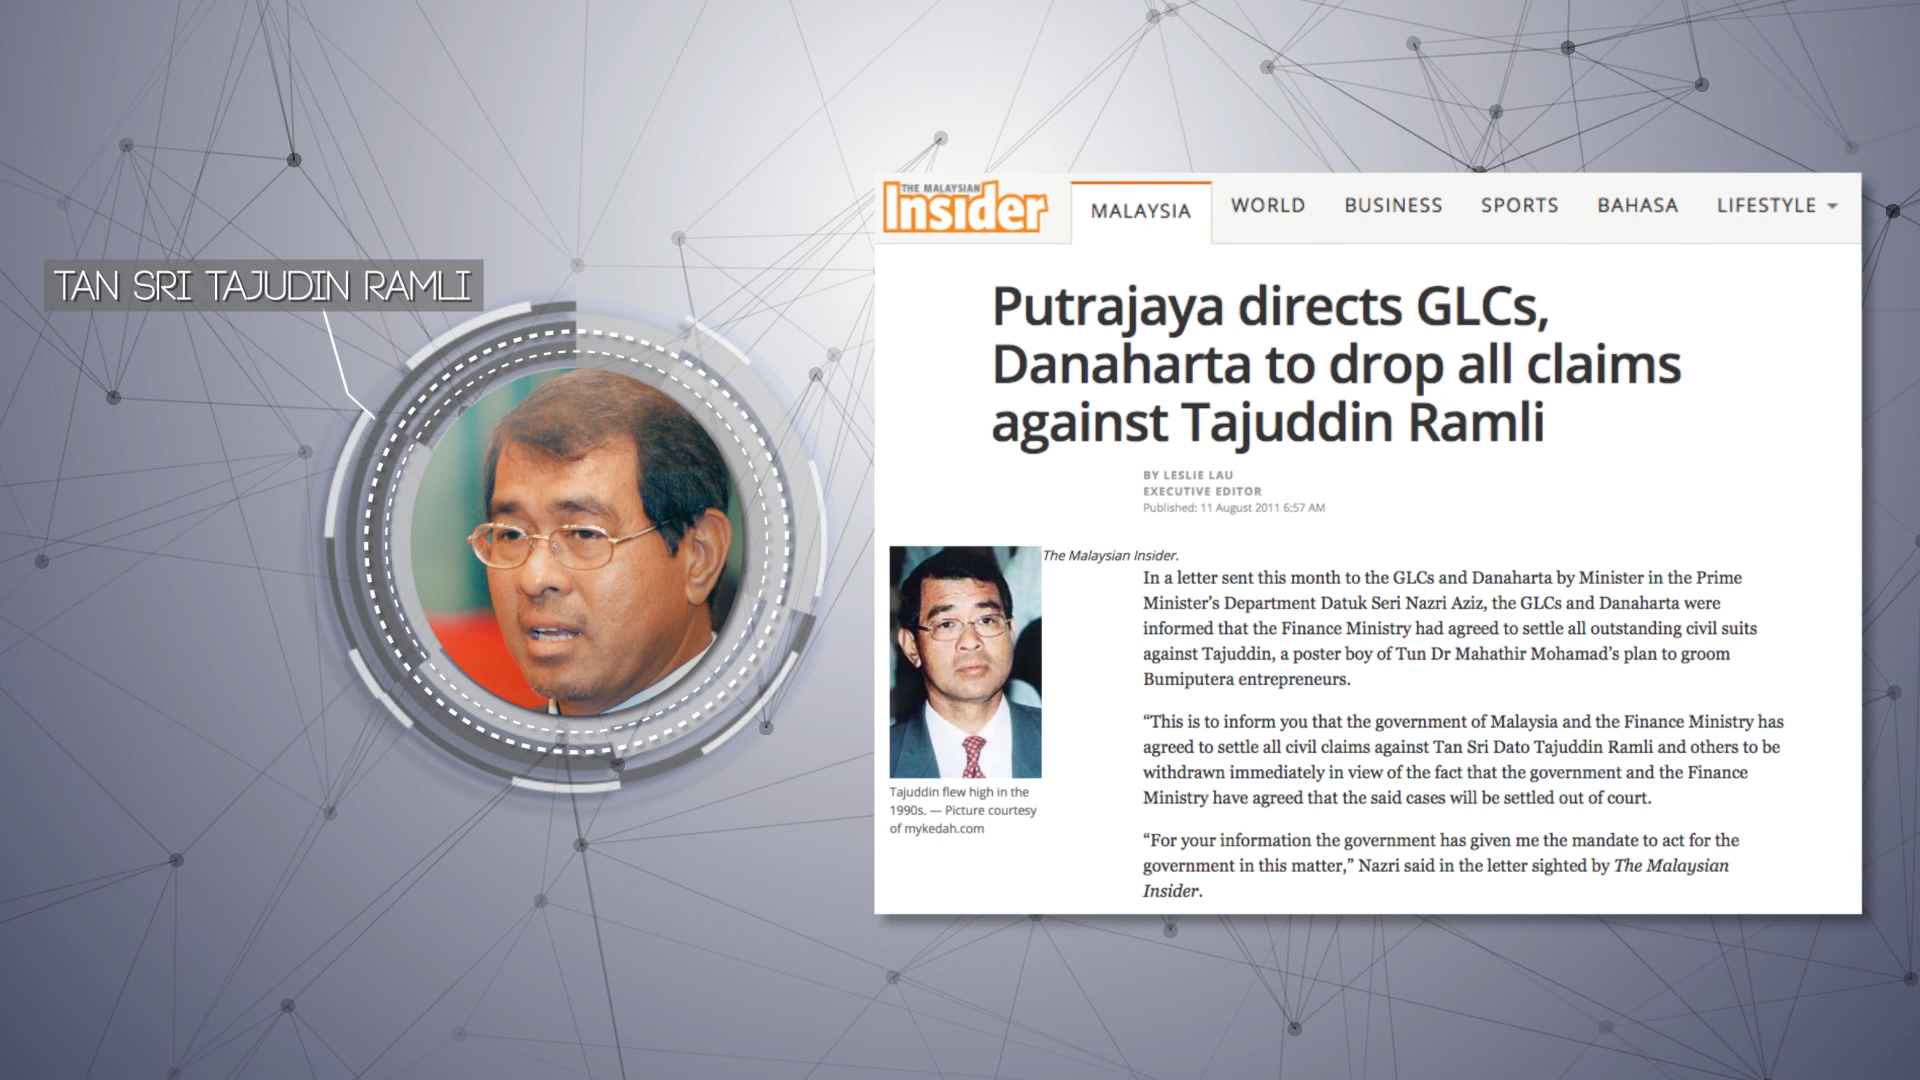 TAN SRI TAJUDIN RAMLI
THE MALAYSIAN
Insider
MALAYSIA WORLD BUSINESS SPORTS BAHASA LIFESTYLE
Putrajaya directs GLCs,
Danaharta to drop all claims
against Tajuddin Ramli
BY LESLIE LAU
EXECUTIVE EDITOR
Published: 11 August 2011 6:57 AM
The Malaysian Insider.
In a letter sent this month to the GLCs and Danaharta by Minister in the Prime
Minister’s Department Datuk Seri Nazri Aziz, the GLCs and Danaharta were
informed that the Finance Ministry had agreed to settle all outstanding civil suits
against Tajuddin, a poster boy of Tun Dr Mahathir Mohamad’s plan to groom
Bumiputera entrepreneurs.
“This is to inform you that the government of Malaysia and the Finance Ministry has
agreed to settle all civil claims against Tan Sri Dato Tajuddin Ramli and others to be
withdrawn immediately in view of the fact that the government and the Finance
Ministry have agreed that the said cases will be settled out of court.
“For your information the government has given me the mandate to act for the
government in this matter,” Nazri said in the letter sighted by The Malaysian
Insider.
Tajuddin flew high in the
1990s. — Picture courtesy
of mykedah.com